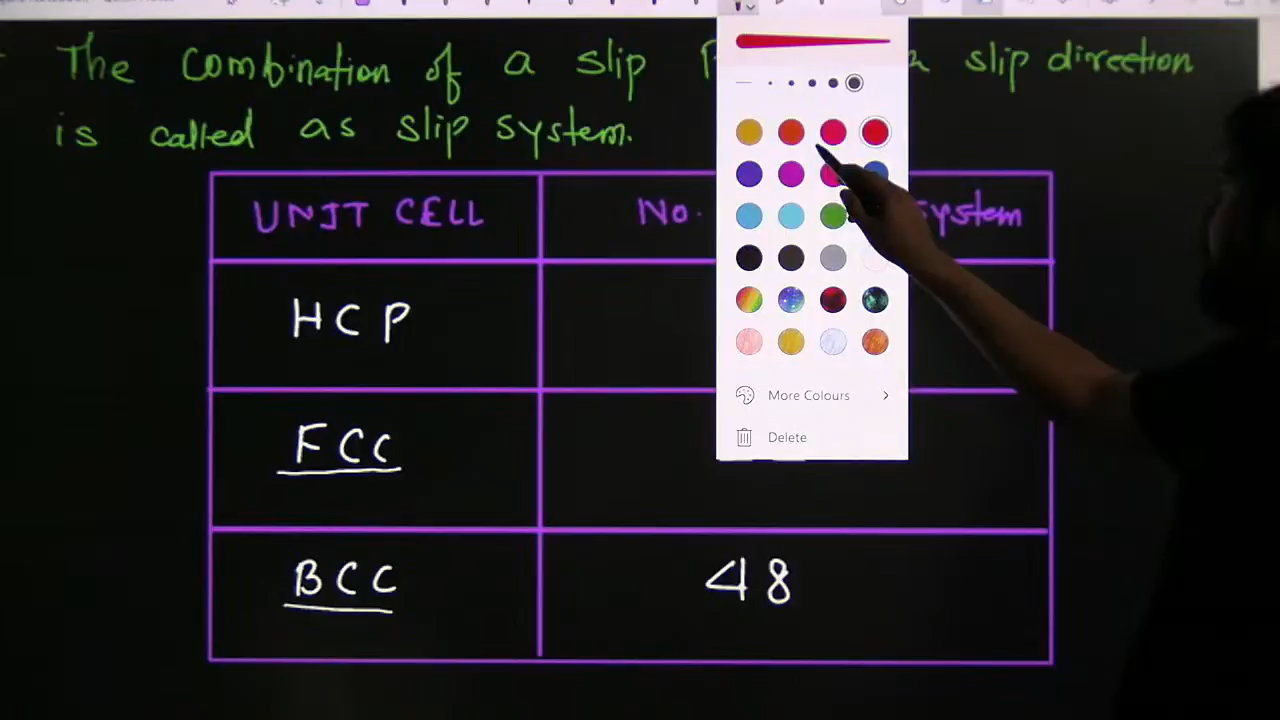 The combination of a slip a slip direction
is called as slip system.
UNIT CELL No. system
HCP
FCC
BCC 48
More Colours
Delete